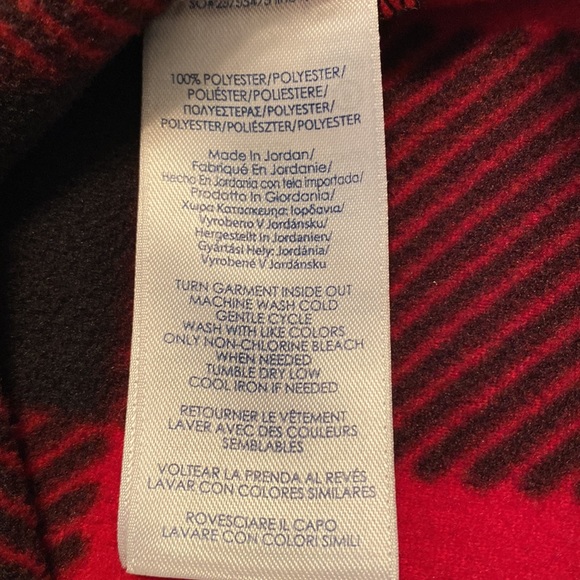 100% POLYESTER/POLYESTER/
POLIÉSTER/POLIESTERE/
ΠΟΛΥΕΣΤΕΡΑΣ/POLYESTER/
POLYESTER/POLIÉSZTER/POLYESTER
Made In Jordan/
Fabriqué En Jordanie/
Hecho En Jordania con tela importada/
Prodotto In Giordania/
Χωρα Κατασκευης: Ιορδανια/
Vyrobeno V Jordánsku/
Hergestellt In Jordanien/
Gyártási Hely: Jordánia/
Vyrobené V Jordánsku
TURN GARMENT INSIDE OUT
MACHINE WASH COLD
GENTLE CYCLE
WASH WITH LIKE COLORS
ONLY NON-CHLORINE BLEACH
WHEN NEEDED
TUMBLE DRY LOW
COOL IRON IF NEEDED
RETOURNER LE VÊTEMENT
LAVER AVEC DES COULEURS
SEMBLABLES
VOLTEAR LA PRENDA AL REVÉS
LAVAR CON COLORES SIMILARES
ROVESCIARE IL CAPO
LAVARE CON COLORI SIMILI